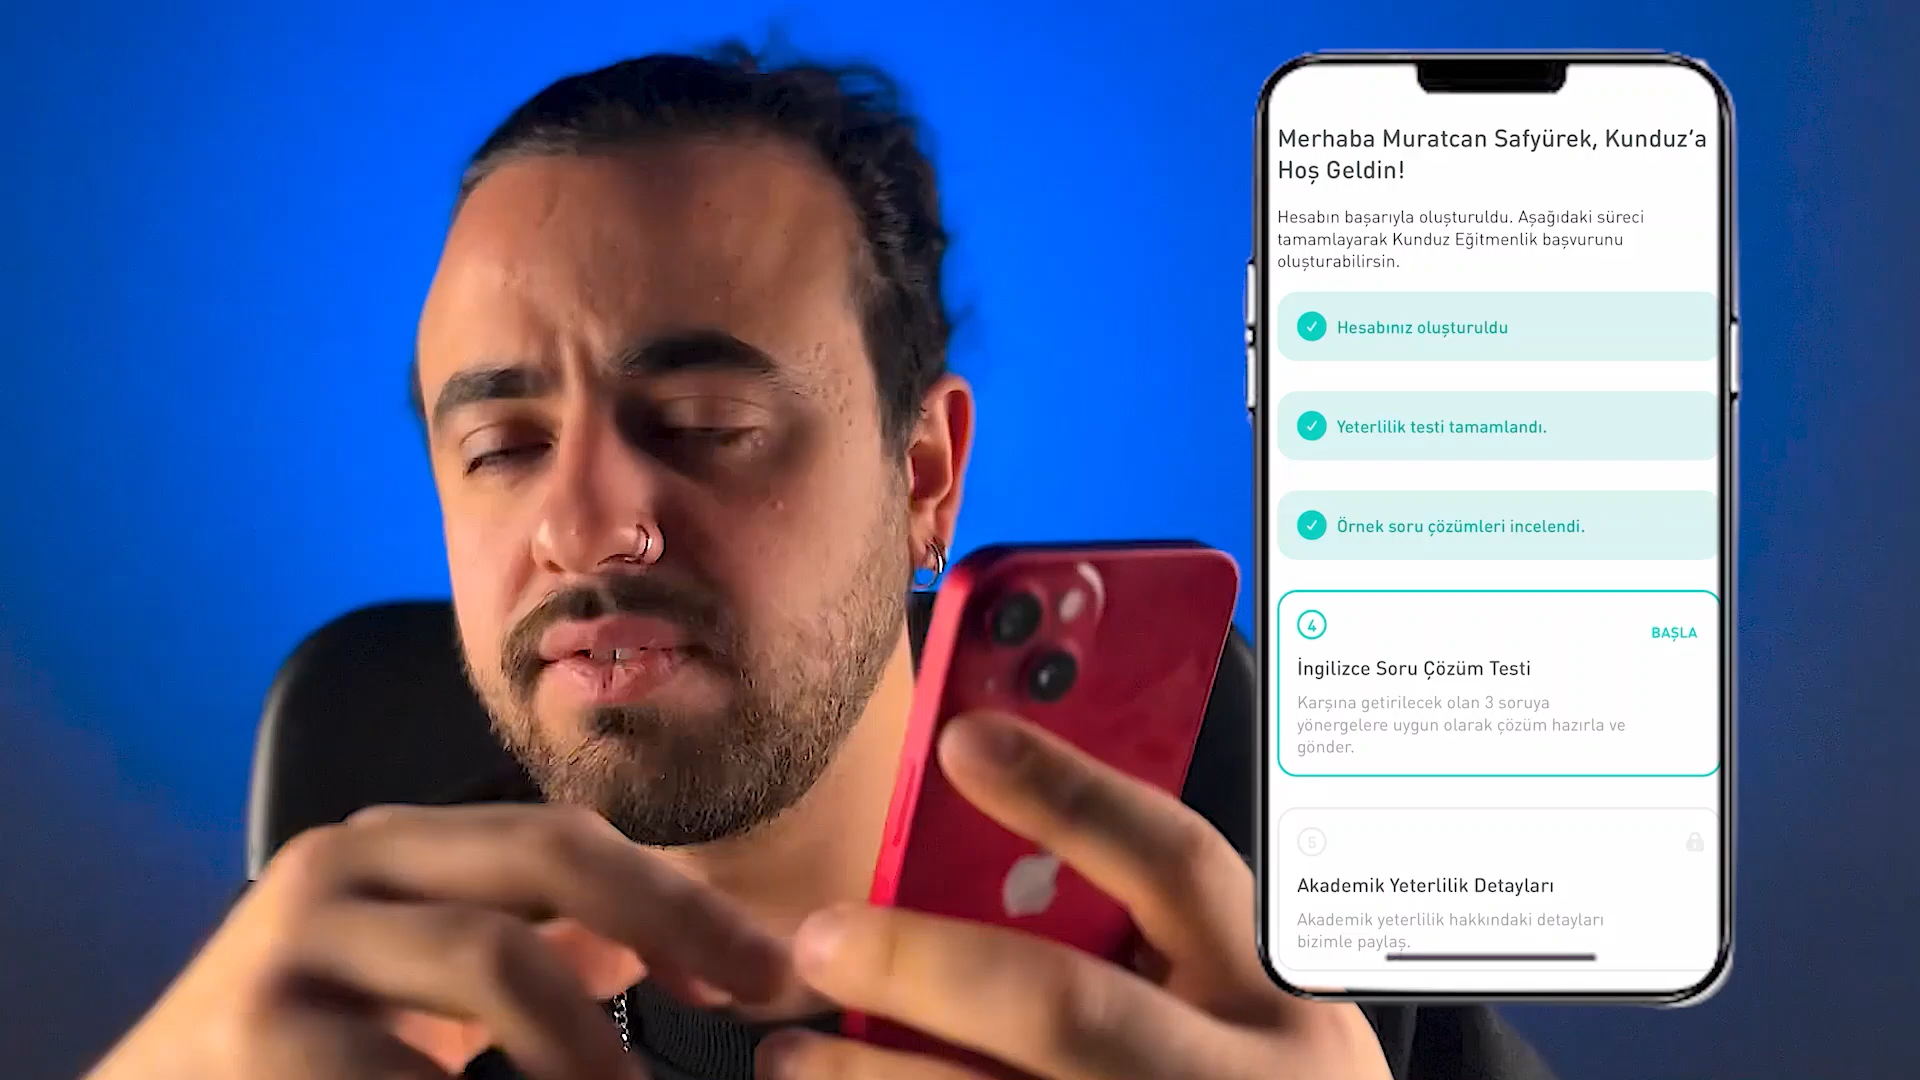 Merhaba Muratcan Safyürek, Kunduz'a
Hoş Geldin!
Hesabın başarıyla oluşturuldu. Aşağıdaki süreci
tamamlayarak Kunduz Eğitmenlik başvurunu
oluşturabilirsin.
Hesabınız oluşturuldu
Yeterlilik testi tamamlandı.
Örnek soru çözümleri incelendi.
4
BAŞLA
İngilizce Soru Çözüm Testi
Karşına getirilecek olan 3 soruya
yönergelere uygun olarak çözüm hazırla ve
gönder.
5
Akademik Yeterlilik Detayları
Akademik yeterlilik hakkındaki detayları
bizimle paylaş.